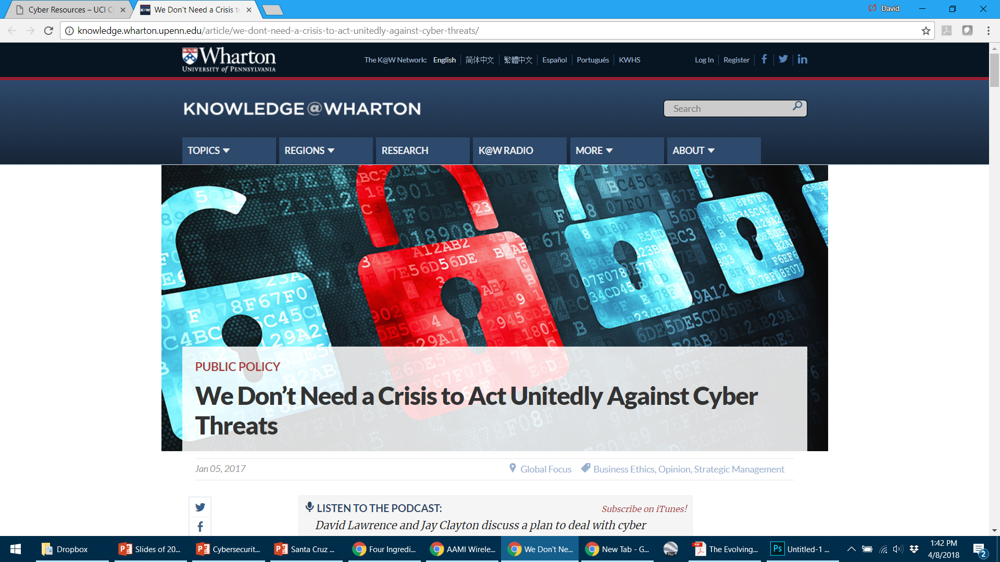 Cyber Resources – UCI Cy
We Don't Need a Crisis to
David
knowledge.wharton.upenn.edu/article/we-dont-need-a-crisis-to-act-unitedly-against-cyber-threats/
Wharton
UNIVERSITY of PENNSYLVANIA
The K@W Network: English 简体中文 繁體中文 Español Português KWHS
Log In Register
KNOWLEDGE@WHARTON
Search
TOPICS
REGIONS
RESEARCH
K@W RADIO
MORE
ABOUT
PUBLIC POLICY
We Don’t Need a Crisis to Act Unitedly Against Cyber
Threats
Jan 05, 2017
Global Focus
Business Ethics, Opinion, Strategic Management
LISTEN TO THE PODCAST:
Subscribe on iTunes!
David Lawrence and Jay Clayton discuss a plan to deal with cyber
Dropbox
Slides of 20...
Cybersecurit...
Santa Cruz ...
Four Ingredi...
AAMI Wirele...
We Don't Ne...
New Tab - G...
The Evolving...
Untitled-1 ...
1:42 PM
4/8/2018
2